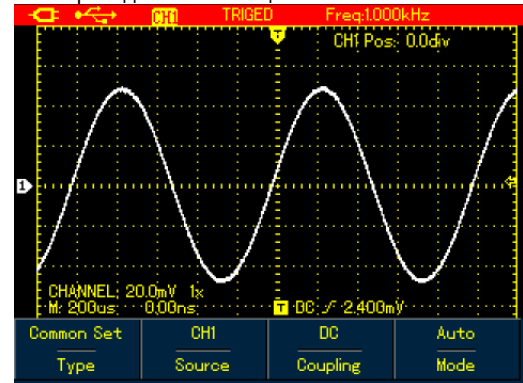 CH1 TRIGED Freq:1.000kHz
T
CH1 Pos: 0.0div
1
CHANNEL: 20.0mV 1x
M: 200us: 0.00ns T DC: 2.400mV
Common Set CH1 DC Auto
Type Source Coupling Mode